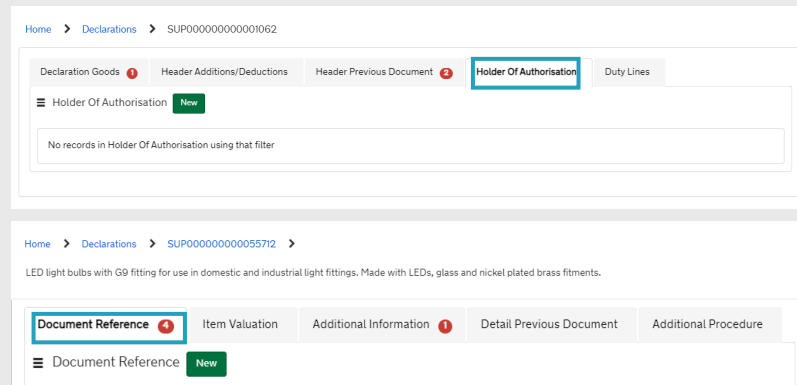 Home > Declarations > SUP000000000001062
Declaration Goods 1 Header Additions/Deductions Header Previous Document 2 Holder Of Authorisation Duty Lines
Holder Of Authorisation New
No records in Holder Of Authorisation using that filter
Home > Declarations > SUP000000000055712 >
LED light bulbs with G9 fitting for use in domestic and industrial light fittings. Made with LEDs, glass and nickel plated brass fitments.
Document Reference 4 Item Valuation Additional Information 1 Detail Previous Document Additional Procedure
Document Reference New